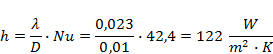 h = λ/D · Nu = 0,023/0,01 · 42,4 = 122 W/(m² · K)